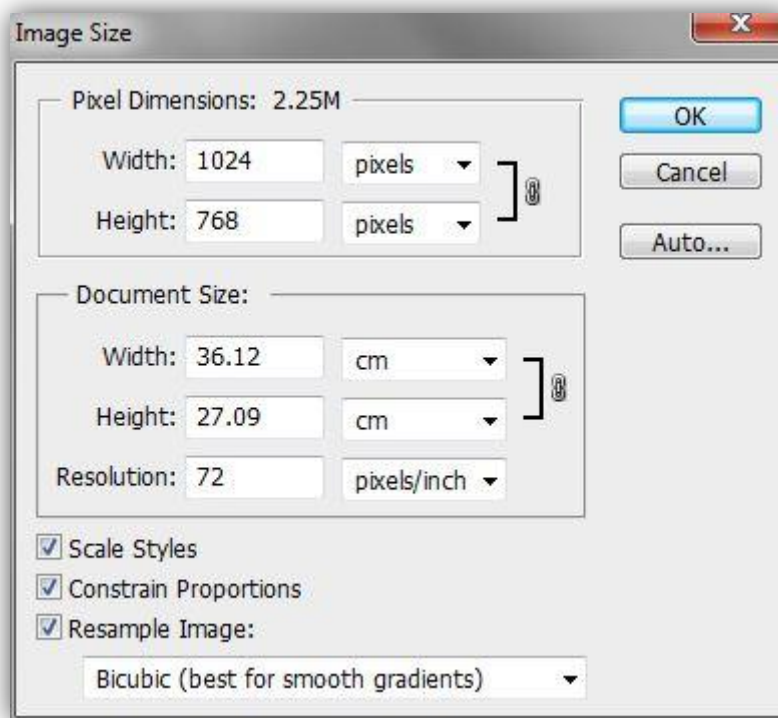 Image Size
X
Pixel Dimensions: 2.25M
OK
Width: 1024 pixels
Cancel
Height: 768 pixels
Auto...
Document Size:
Width: 36.12 cm
Height: 27.09 cm
Resolution: 72 pixels/inch
Scale Styles
Constrain Proportions
Resample Image:
Bicubic (best for smooth gradients)